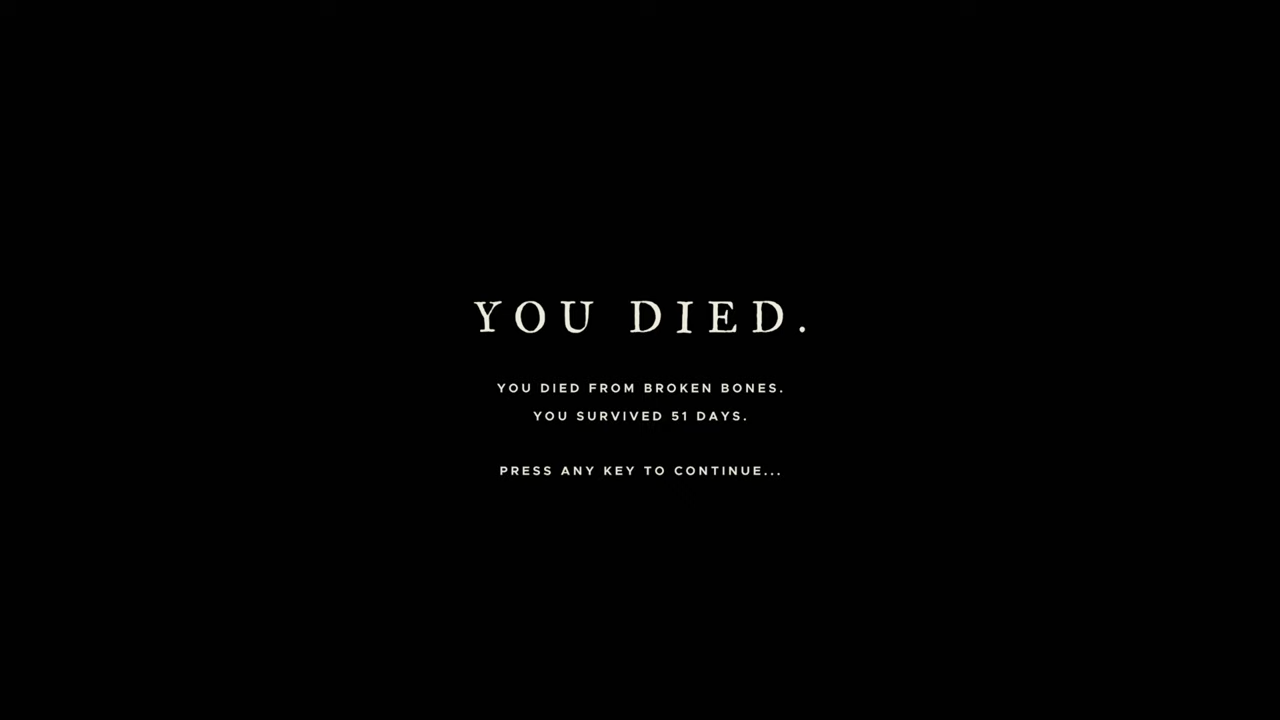 YOU DIED.
YOU DIED FROM BROKEN BONES.
YOU SURVIVED 51 DAYS.
PRESS ANY KEY TO CONTINUE...